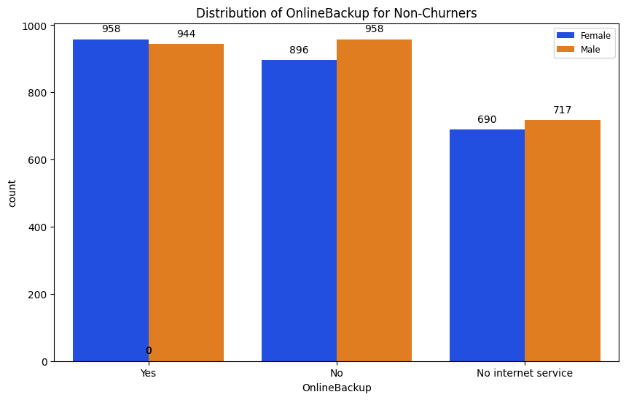 Distribution of OnlineBackup for Non-Churners
Female
Male
958
944
896
958
690
717
0
count
1000
800
600
400
200
0
Yes
No
No internet service
OnlineBackup